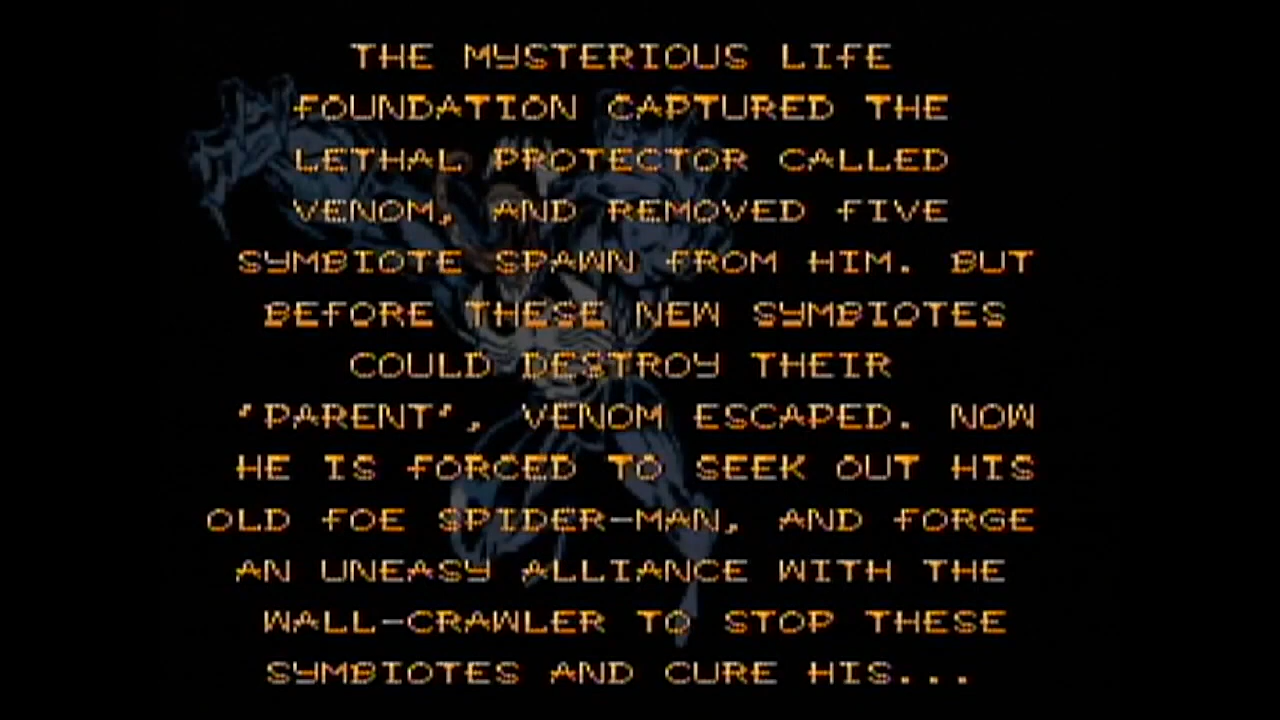 THE MYSTERIOUS LIFE
FOUNDATION CAPTURED THE
LETHAL PROTECTOR CALLED
VENOM, AND REMOVED FIVE
SYMBIOTE SPAWN FROM HIM. BUT
BEFORE THESE NEW SYMBIOTES
COULD DESTROY THEIR
"PARENT", VENOM ESCAPED. NOW
HE IS FORCED TO SEEK OUT HIS
OLD FOE SPIDER-MAN, AND FORGE
AN UNEASY ALLIANCE WITH THE
WALL-CRAWLER TO STOP THESE
SYMBIOTES AND CURE HIS...